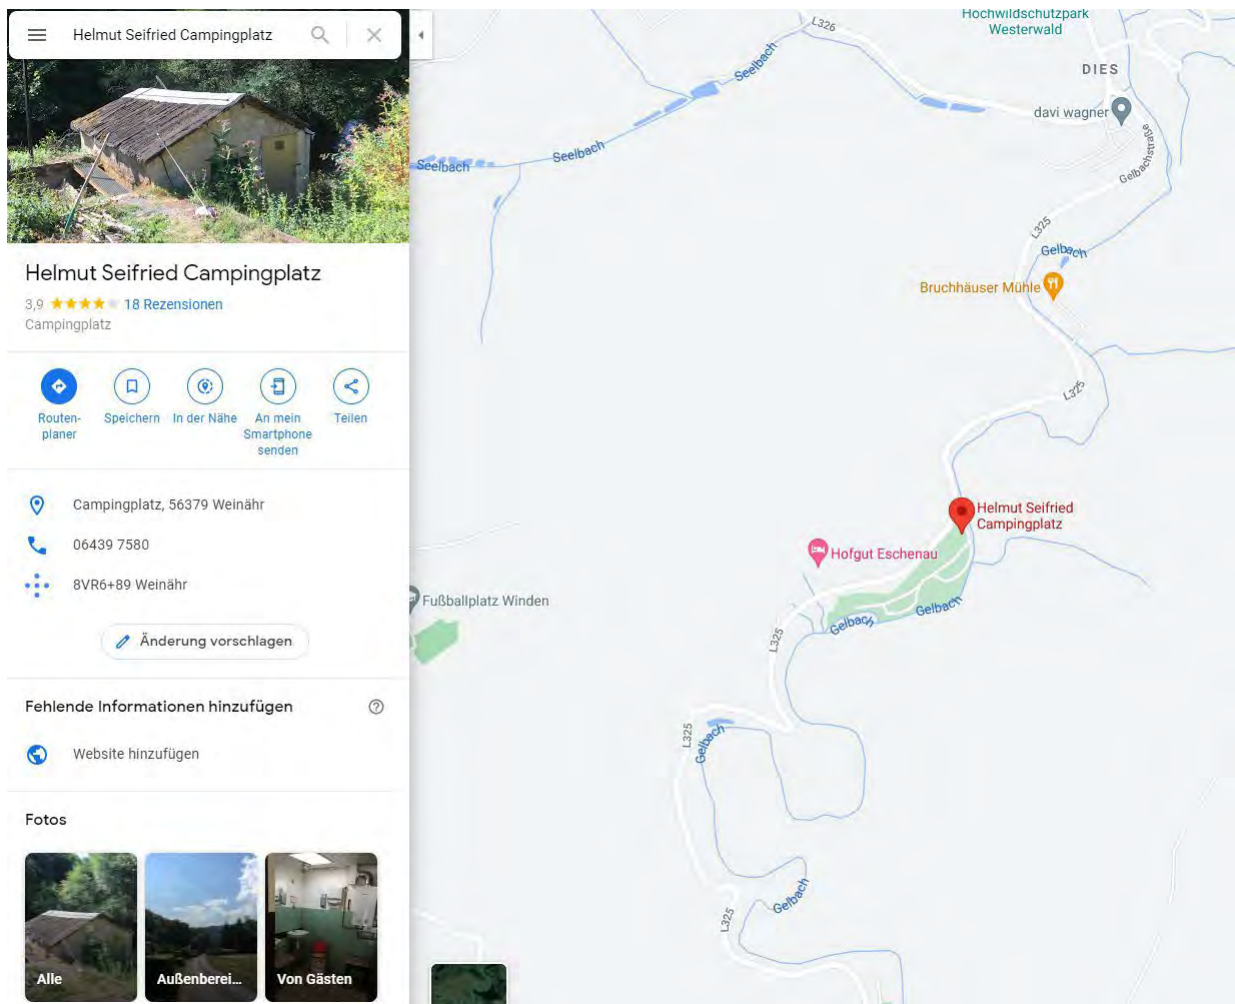 Helmut Seifried Campingplatz
Helmut Seifried Campingplatz
3,9
18 Rezensionen
Campingplatz
Routen-
planer
Speichern
In der Nähe
An mein
Smartphone
senden
Teilen
Campingplatz, 56379 Weinähr
06439 7580
8VR6+89 Weinähr
Änderung vorschlagen
Fehlende Informationen hinzufügen
Website hinzufügen
Fotos
Alle
Außenberei...
Von Gästen
L326
Hochwildschutzpark
Westerwald
Seelbach
DIES
davi wagner
Seelbach
Seelbach
Gelbachstraße
L325
Gelbach
Bruchhäuser Mühle
L325
Helmut Seifried
Campingplatz
Hofgut Eschenau
Fußballplatz Winden
Gelbach
Gelbach
L325
L325
Gelbach
Gelbach
L325